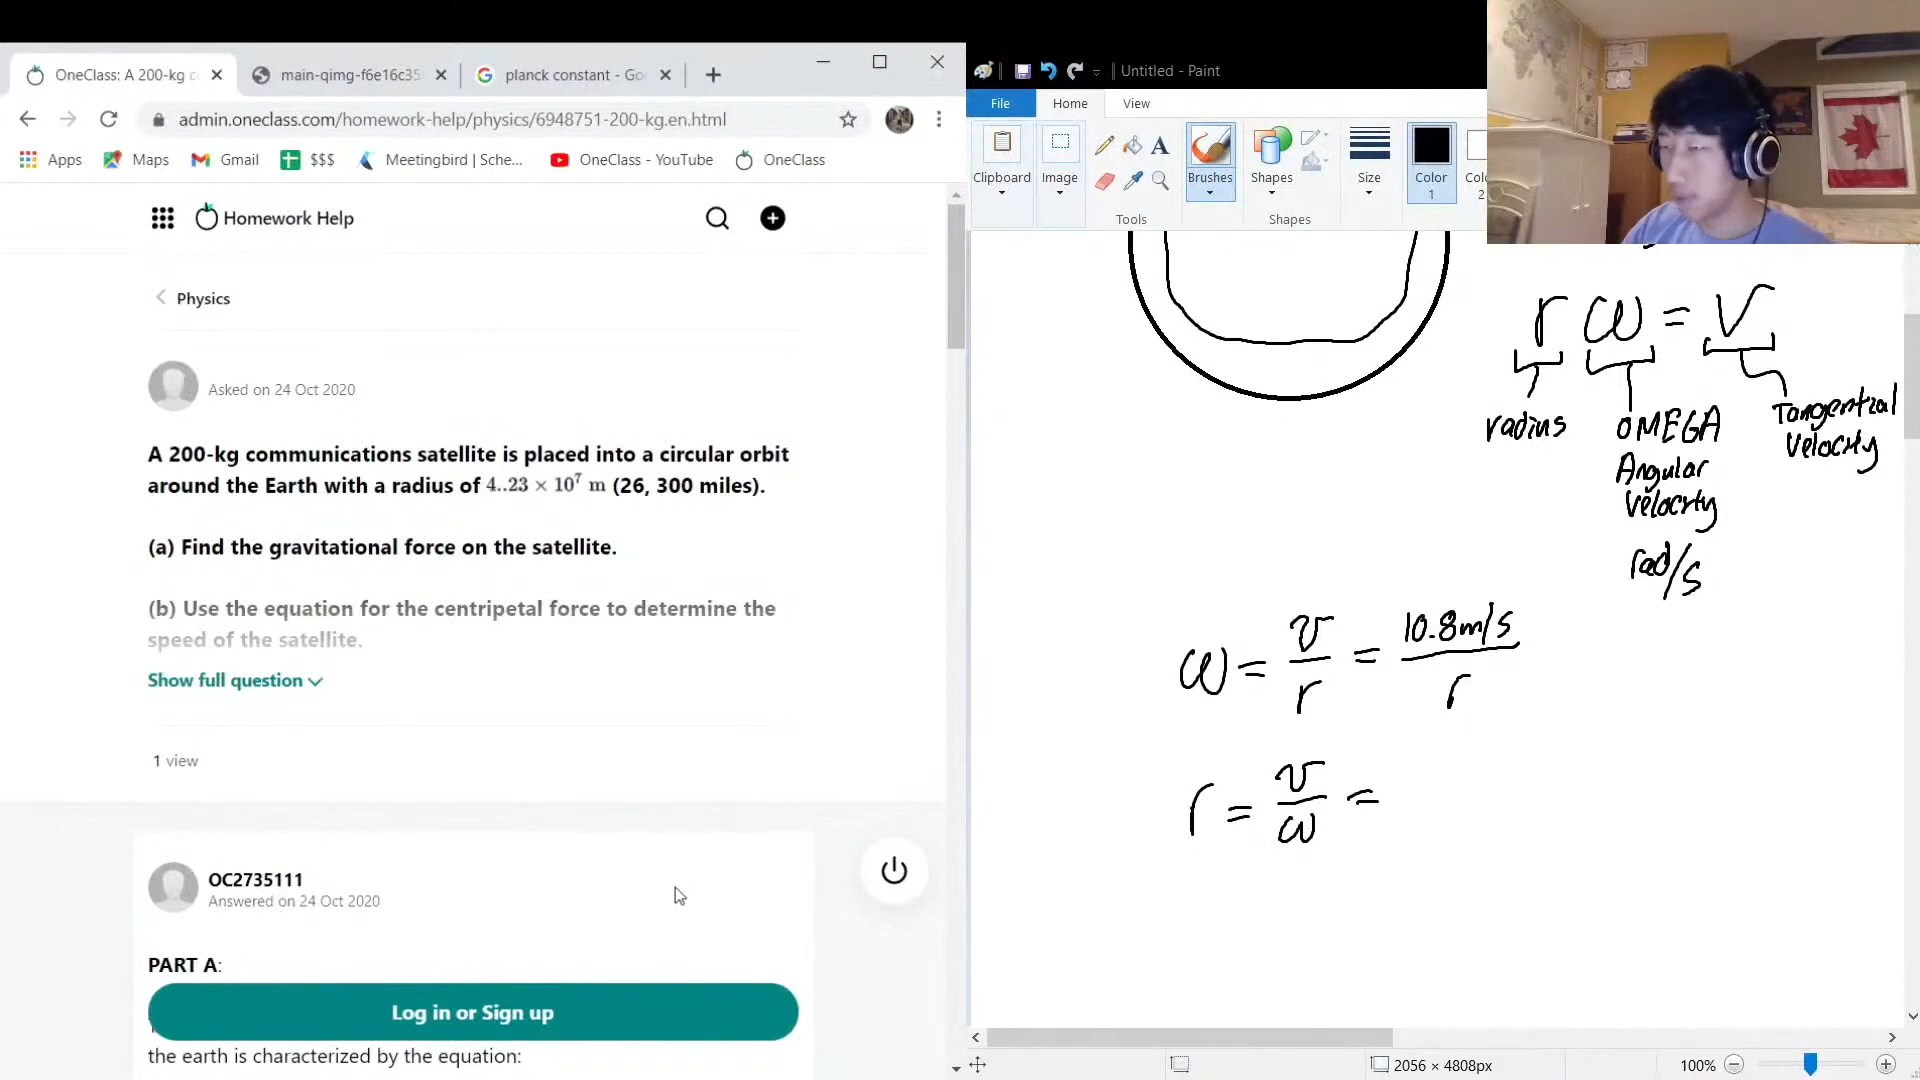 OneClass: A 200-kg c
main-qimg-f6e16c35
planck constant - Go
admin.oneclass.com/homework-help/physics/6948751-200-kg.en.html
Apps
Maps
Gmail
$$$
Meetingbird | Sche...
OneClass - YouTube
OneClass
Homework Help
Physics
Asked on 24 Oct 2020
A 200-kg communications satellite is placed into a circular orbit
around the Earth with a radius of 4..23 × 10⁷ m (26, 300 miles).
(a) Find the gravitational force on the satellite.
(b) Use the equation for the centripetal force to determine the
speed of the satellite.
Show full question
1 view
OC2735111
Answered on 24 Oct 2020
PART A:
Log in or Sign up
the earth is characterized by the equation:
Untitled - Paint
File
Home
View
Clipboard
Image
Tools
Brushes
Shapes
Shapes
Size
Color
1
2
r ω = V
radius
OMEGA
Angular
Velocity
rad/s
Tangential
Velocity
ω = v/r = 10.8m/s / r
r = v/ω =
2056 × 4808px
100%